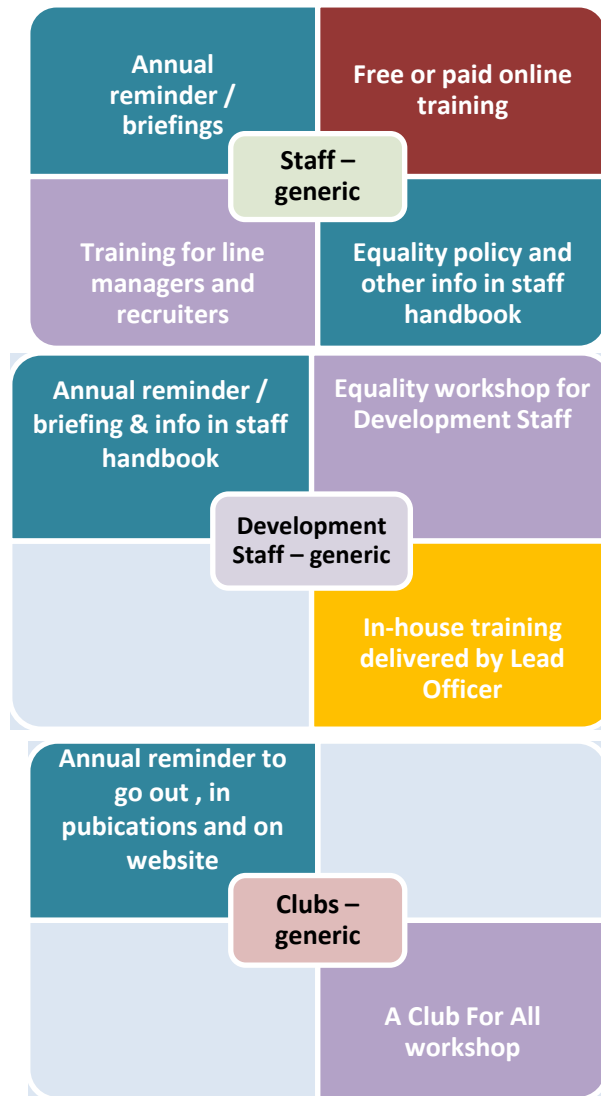 Annual
reminder /
briefings
Free or paid online
training
Staff –
generic
Training for line
managers and
recruiters
Equality policy and
other info in staff
handbook
Annual reminder /
briefing & info in staff
handbook
Equality workshop for
Development Staff
Development
Staff – generic
In-house training
delivered by Lead
Officer
Annual reminder to
go out , in
pubications and on
website
Clubs –
generic
A Club For All
workshop